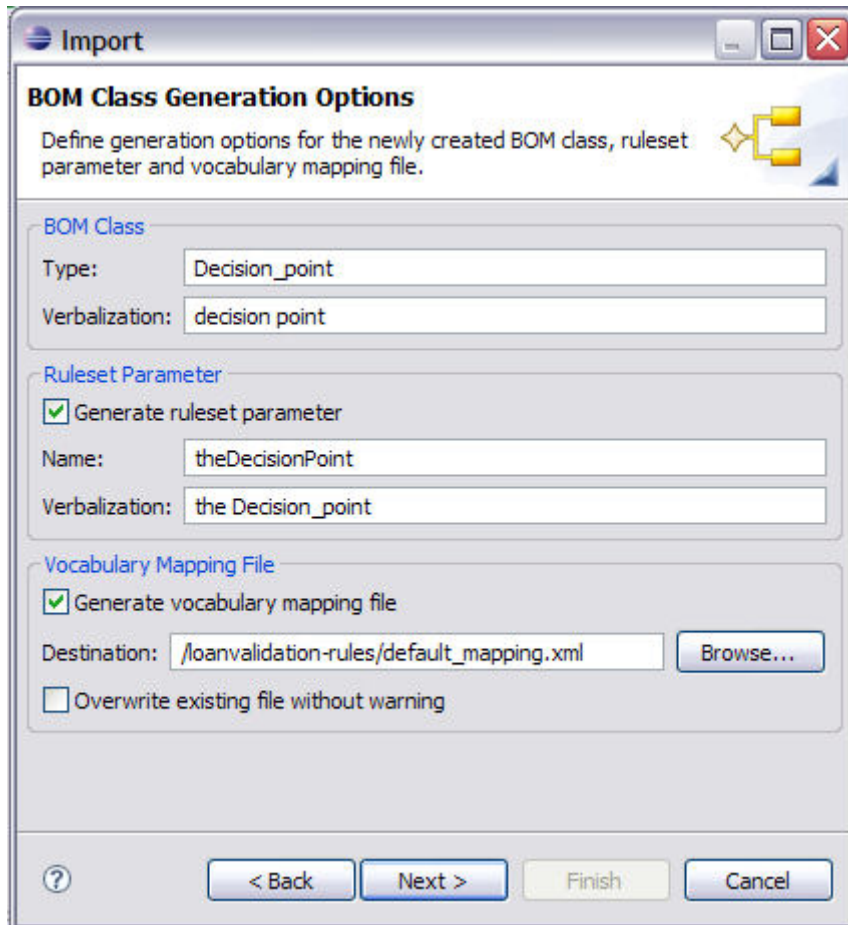 Import
BOM Class Generation Options
Define generation options for the newly created BOM class, ruleset
parameter and vocabulary mapping file.
BOM Class
Type: Decision_point
Verbalization: decision point
Ruleset Parameter
Generate ruleset parameter
Name: theDecisionPoint
Verbalization: the Decision_point
Vocabulary Mapping File
Generate vocabulary mapping file
Destination: /loanvalidation-rules/default_mapping.xml Browse...
Overwrite existing file without warning
? < Back Next > Finish Cancel